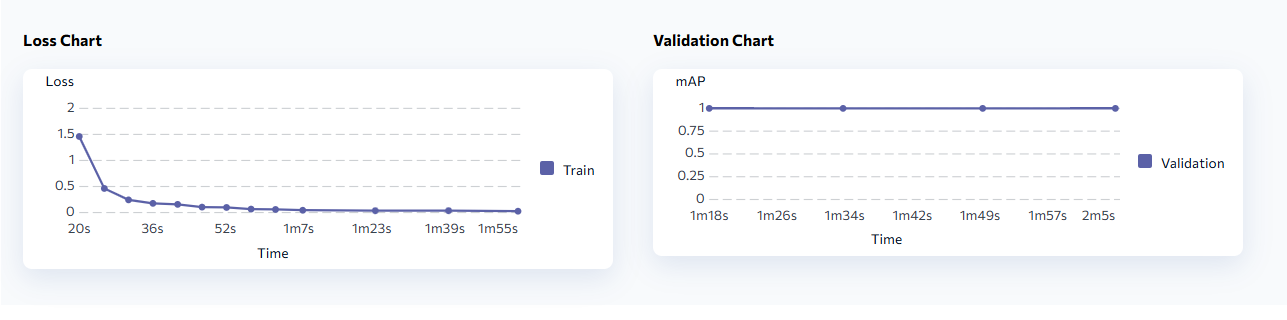 Loss Chart
Loss
2
1.5
1
0.5
0
20s 36s 52s 1m7s 1m23s 1m39s 1m55s
Time
Train
Validation Chart
mAP
1
0.75
0.5
0.25
0
1m18s 1m26s 1m34s 1m42s 1m49s 1m57s 2m5s
Time
Validation